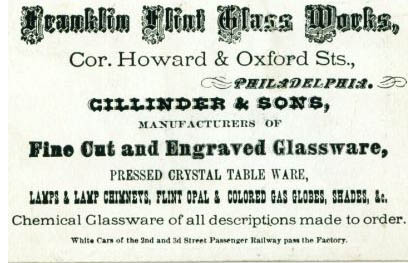 Franklin Flint Glass Works,
Cor. Howard & Oxford Sts.,
PHILADELPHIA.
GILLINDER & SONS,
MANUFACTURERS OF
Fine Cut and Engraved Glassware,
PRESSED CRYSTAL TABLE WARE,
LAMPS & LAMP CHIMNEYS, FLINT OPAL & COLORED GAS GLOBES, SHADES, &c.
Chemical Glassware of all descriptions made to order.
White Cars of the 2nd and 3d Street Passenger Railway pass the Factory.